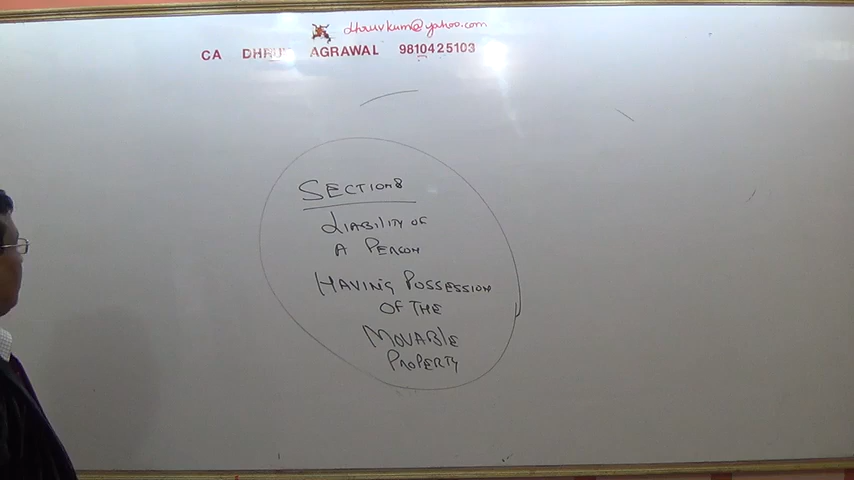 dhruvkum@yahoo.com
CA DHRUV AGRAWAL 9810425103
SECTION 8
LIABILITY OF
A PERSON
HAVING POSSESSION
OF THE
MOVABLE
PROPERTY